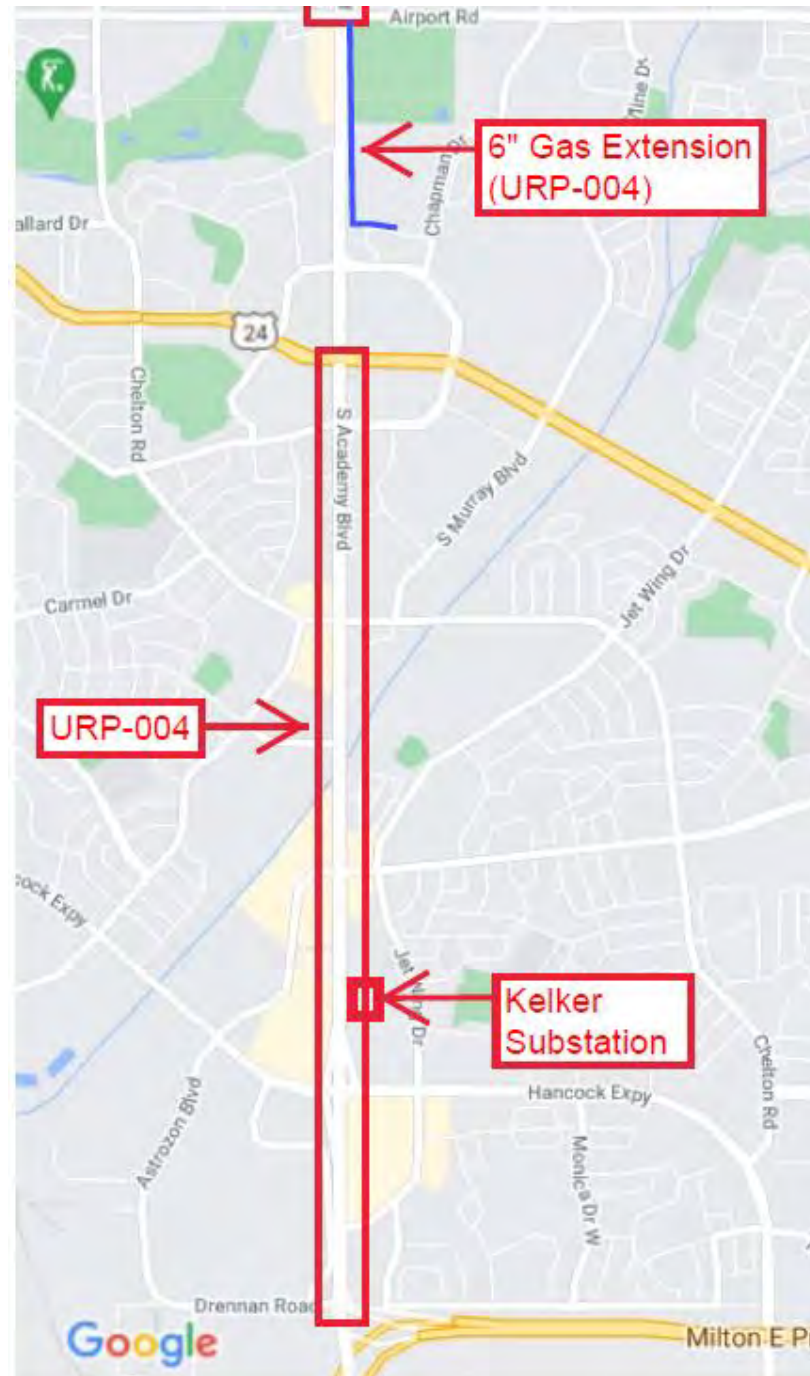 Airport Rd
Mine Dr
6" Gas Extension
(URP-004)
Chapman Dr
allard Dr
24
Chelton Rd
S Academy Blvd
S Murray Blvd
Jet Wing Dr
Carmel Dr
URP-004
cock Expy
Jet Wing Dr
Kelker
Substation
Chelton Rd
Hancock Expy
Astrozon Blvd
Monica Dr W
Drennan Road
Google
Milton E P